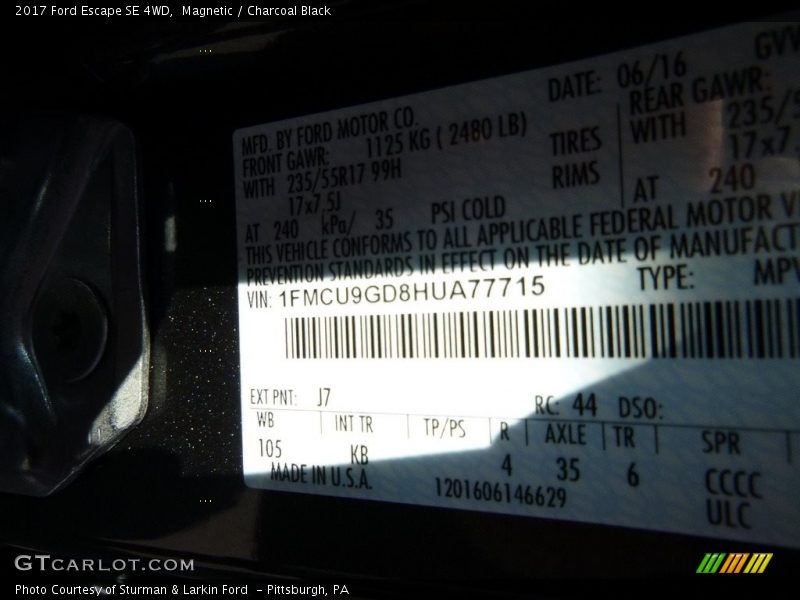 2017 Ford Escape SE 4WD, Magnetic / Charcoal Black
MFD. BY FORD MOTOR CO.
DATE: 06/16
GVW
FRONT GAWR: 1125 KG ( 2480 LB)
REAR GAWR:
WITH 235/55R17 99H
TIRES
WITH 235/5
17x7.5J
RIMS
17x7.
AT 240 kPa/ 35 PSI COLD
AT 240
THIS VEHICLE CONFORMS TO ALL APPLICABLE FEDERAL MOTOR V
PREVENTION STANDARDS IN EFFECT ON THE DATE OF MANUFACT
VIN: 1FMCU9GD8HUA77715
TYPE: MPV
EXT PNT: J7
RC: 44 DSO:
WB INT TR TP/PS R AXLE TR SPR
105 KB 4 35 6 CCCC
MADE IN U.S.A.
1201606146629
ULC
GTCARLOT.COM
Photo Courtesy of Sturman & Larkin Ford - Pittsburgh, PA